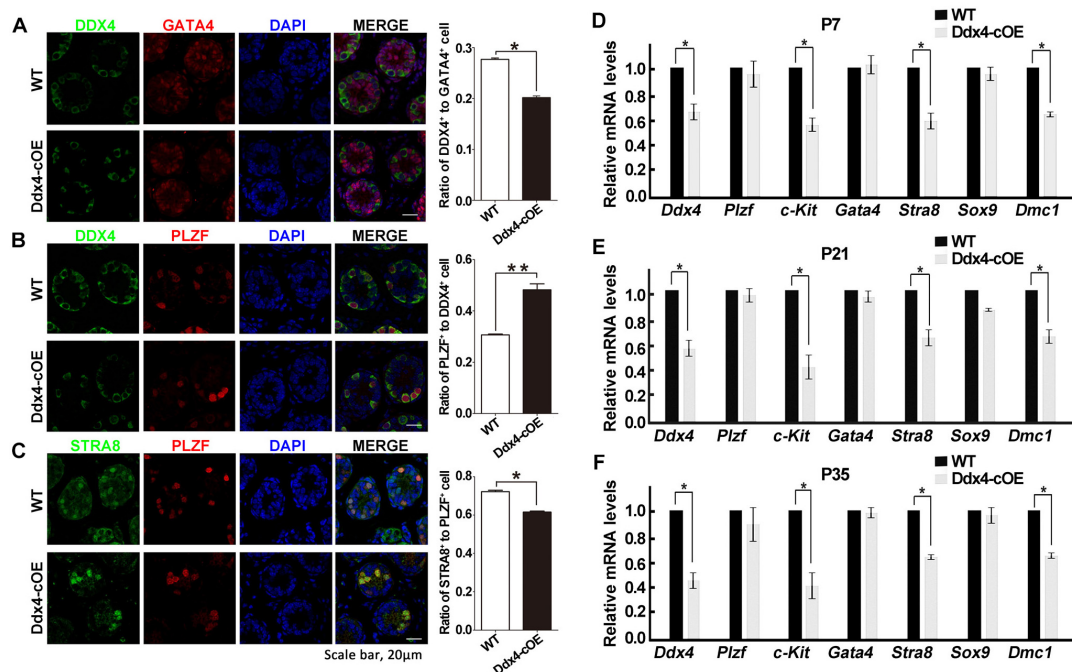 A
DDX4 GATA4 DAPI MERGE
WT
Ddx4-cOE
Ratio of DDX4⁺ to GATA4⁺ cell
0.3
0.2
0.1
0.0
*
WT
Ddx4-cOE
B
DDX4 PLZF DAPI MERGE
WT
Ddx4-cOE
Ratio of PLZF⁺ to DDX4⁺ cell
0.6
0.4
0.2
0.0
**
WT
Ddx4-cOE
C
STRA8 PLZF DAPI MERGE
WT
Ddx4-cOE
Ratio of STRA8⁺ to PLZF⁺ cell
0.8
0.6
0.4
0.2
0.0
*
WT
Ddx4-cOE
Scale bar, 20μm
D
P7
WT
Ddx4-cOE
Relative mRNA levels
1.0
0.8
0.6
0.4
0.2
0.0
* * * *
Ddx4 Plzf c-Kit Gata4 Stra8 Sox9 Dmc1
E
P21
WT
Ddx4-cOE
Relative mRNA levels
1.0
0.8
0.6
0.4
0.2
0
* * * *
Ddx4 Plzf c-Kit Gata4 Stra8 Sox9 Dmc1
F
P35
WT
Ddx4-cOE
Relative mRNA levels
1.0
0.8
0.6
0.4
0.2
0
* * * *
Ddx4 Plzf c-Kit Gata4 Stra8 Sox9 Dmc1